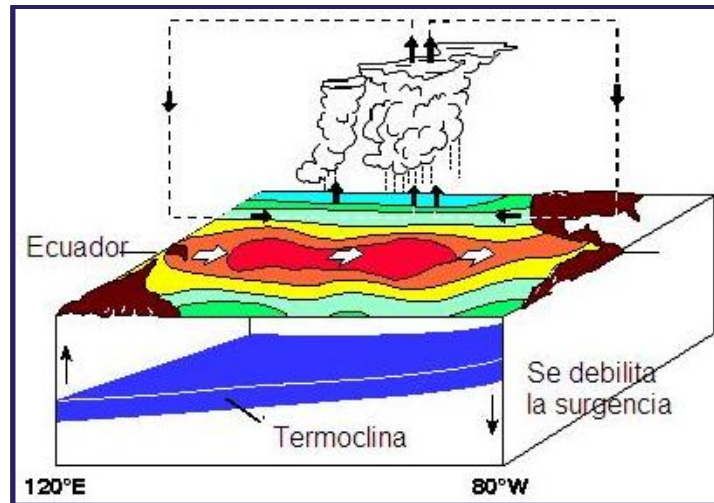 Ecuador
Se debilita
la surgencia
Termoclina
120°E
80°W